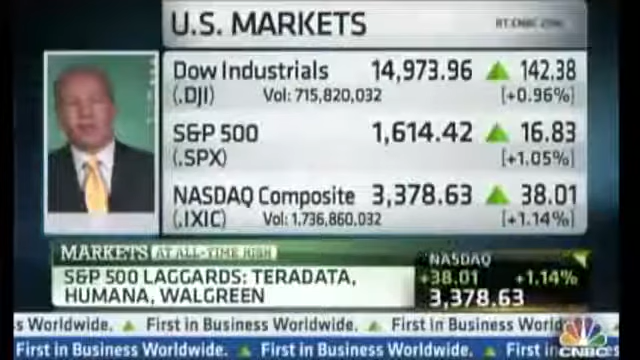 U.S. MARKETS
RT CNBC
Dow Industrials 14,973.96 142.38
(.DJI) Vol: 715,820,032 [+0.96%]
S&P 500 1,614.42 16.83
(.SPX) [+1.05%]
NASDAQ Composite 3,378.63 38.01
(.IXIC) Vol: 1,736,860,032 [+1.14%]
MARKETS AT ALL-TIME HIGH
S&P 500 LAGGARDS: TERADATA,
HUMANA, WALGREEN
NASDAQ
+38.01 +1.14%
3,378.63
ss Worldwide. First in Business Worldwide. First in Business World
First in Business Worldwide. First in Business Worldwide. First i
CNBC